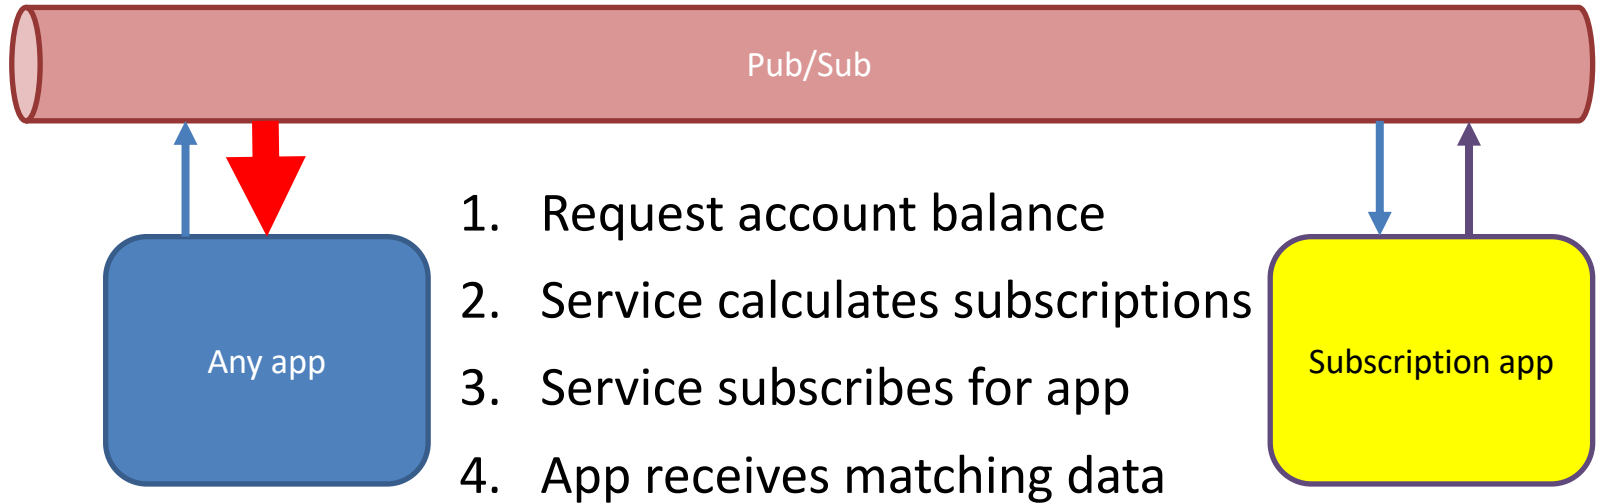 Pub/Sub
1. Request account balance
2. Service calculates subscriptions
Any app
Subscription app
3. Service subscribes for app
4. App receives matching data